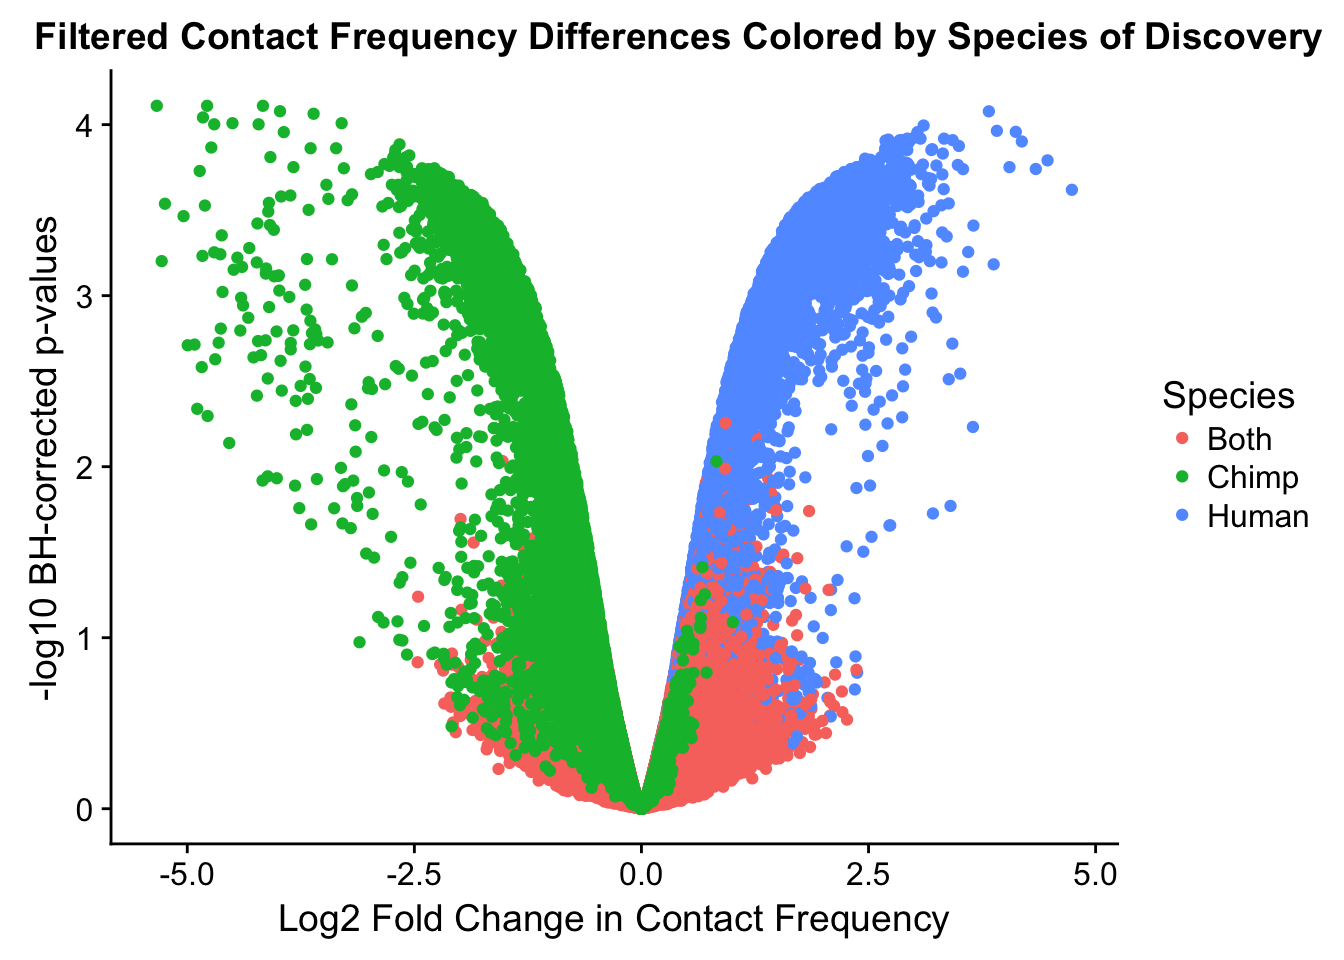 Filtered Contact Frequency Differences Colored by Species of Discovery
-log10 BH-corrected p-values
4
3
2
1
0
-5.0
-2.5
0.0
2.5
5.0
Log2 Fold Change in Contact Frequency
Species
Both
Chimp
Human